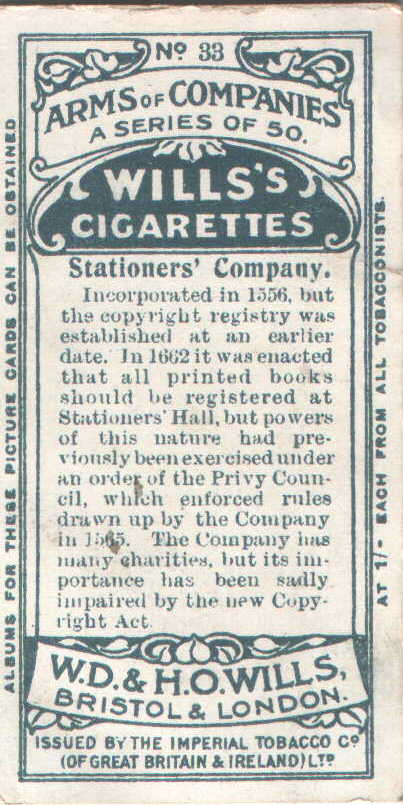 Nº 33
ARMS OF COMPANIES
A SERIES OF 50.
WILLS'S
CIGARETTES
Stationers' Company.
Incorporated in 1556, but
the copyright registry was
established at an earlier
date. In 1662 it was enacted
that all printed books
should be registered at
Stationers' Hall, but powers
of this nature had pre-
viously been exercised under
an order of the Privy Coun-
cil, which enforced rules
drawn up by the Company
in 1565. The Company has
many charities, but its im-
portance has been sadly
impaired by the new Copy-
right Act.
W.D. & H.O. WILLS,
BRISTOL & LONDON.
ISSUED BY THE IMPERIAL TOBACCO Cº
(OF GREAT BRITAIN & IRELAND) LTD
ALBUMS FOR THESE PICTURE CARDS CAN BE OBTAINED
AT 1/- EACH FROM ALL TOBACCONISTS.